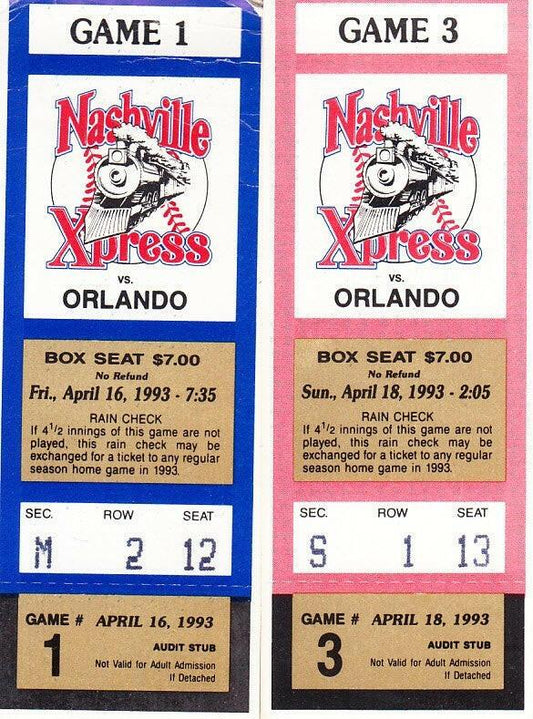 GAME 1
Nashville
Xpress
vs.
ORLANDO
BOX SEAT $7.00
No Refund
Fri., April 16, 1993 - 7:35
RAIN CHECK
If 4 1/2 innings of this game are not
played, this rain check may be
exchanged for a ticket to any regular
season home game in 1993.
SEC. ROW SEAT
M 2 12
GAME # APRIL 16, 1993
1
AUDIT STUB
Not Valid for Adult Admission
If Detached
GAME 3
Nashville
Xpress
vs.
ORLANDO
BOX SEAT $7.00
No Refund
Sun., April 18, 1993 - 2:05
RAIN CHECK
If 4 1/2 innings of this game are not
played, this rain check may be
exchanged for a ticket to any regular
season home game in 1993.
SEC. ROW SEAT
S 1 13
GAME # APRIL 18, 1993
3
AUDIT STUB
Not Valid for Adult Admission
If Detached